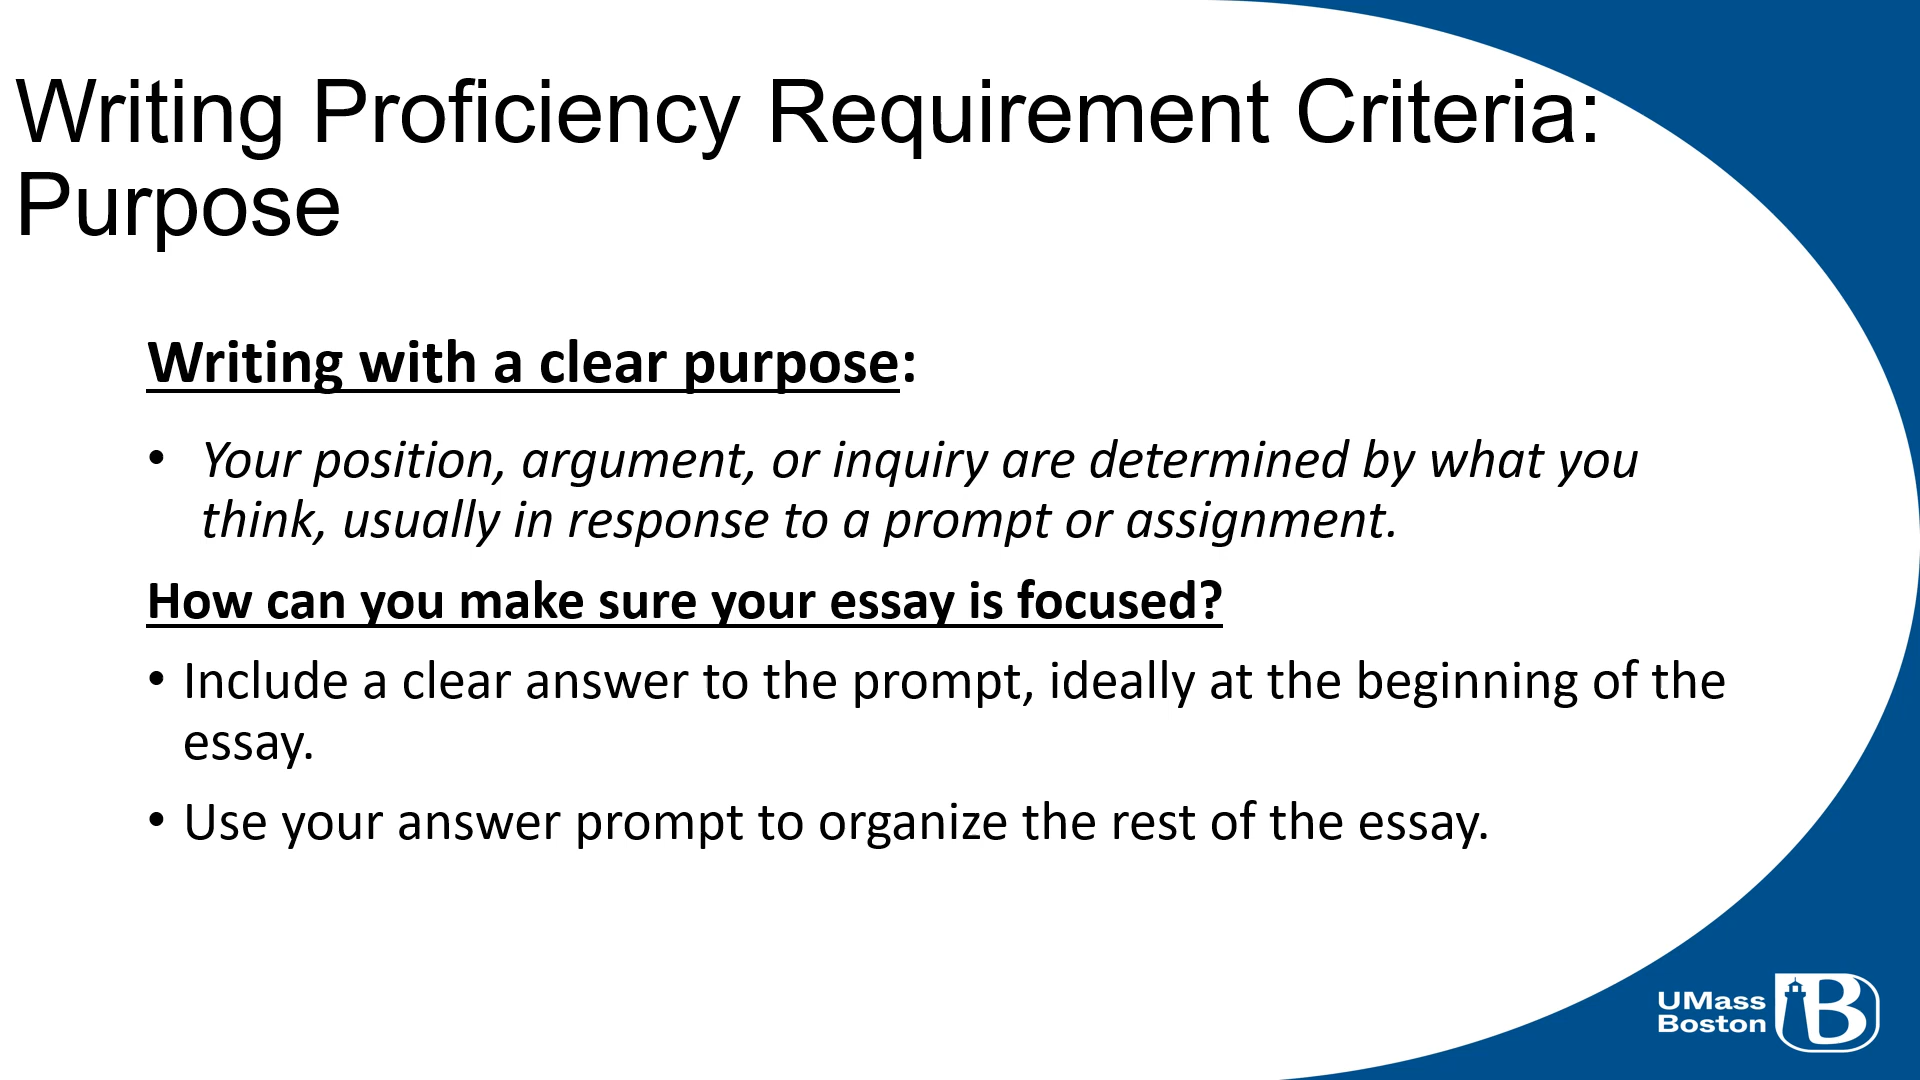 Writing Proficiency Requirement Criteria:
Purpose
Writing with a clear purpose:
• Your position, argument, or inquiry are determined by what you
think, usually in response to a prompt or assignment.
How can you make sure your essay is focused?
• Include a clear answer to the prompt, ideally at the beginning of the
essay.
• Use your answer prompt to organize the rest of the essay.
UMass
Boston
B